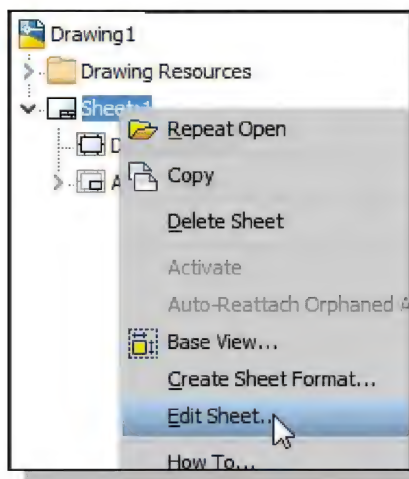 Drawing1
Drawing Resources
Sheet:1
Repeat Open
Copy
Delete Sheet
Activate
Auto-Reattach Orphaned A
Base View...
Create Sheet Format...
Edit Sheet...
How To...